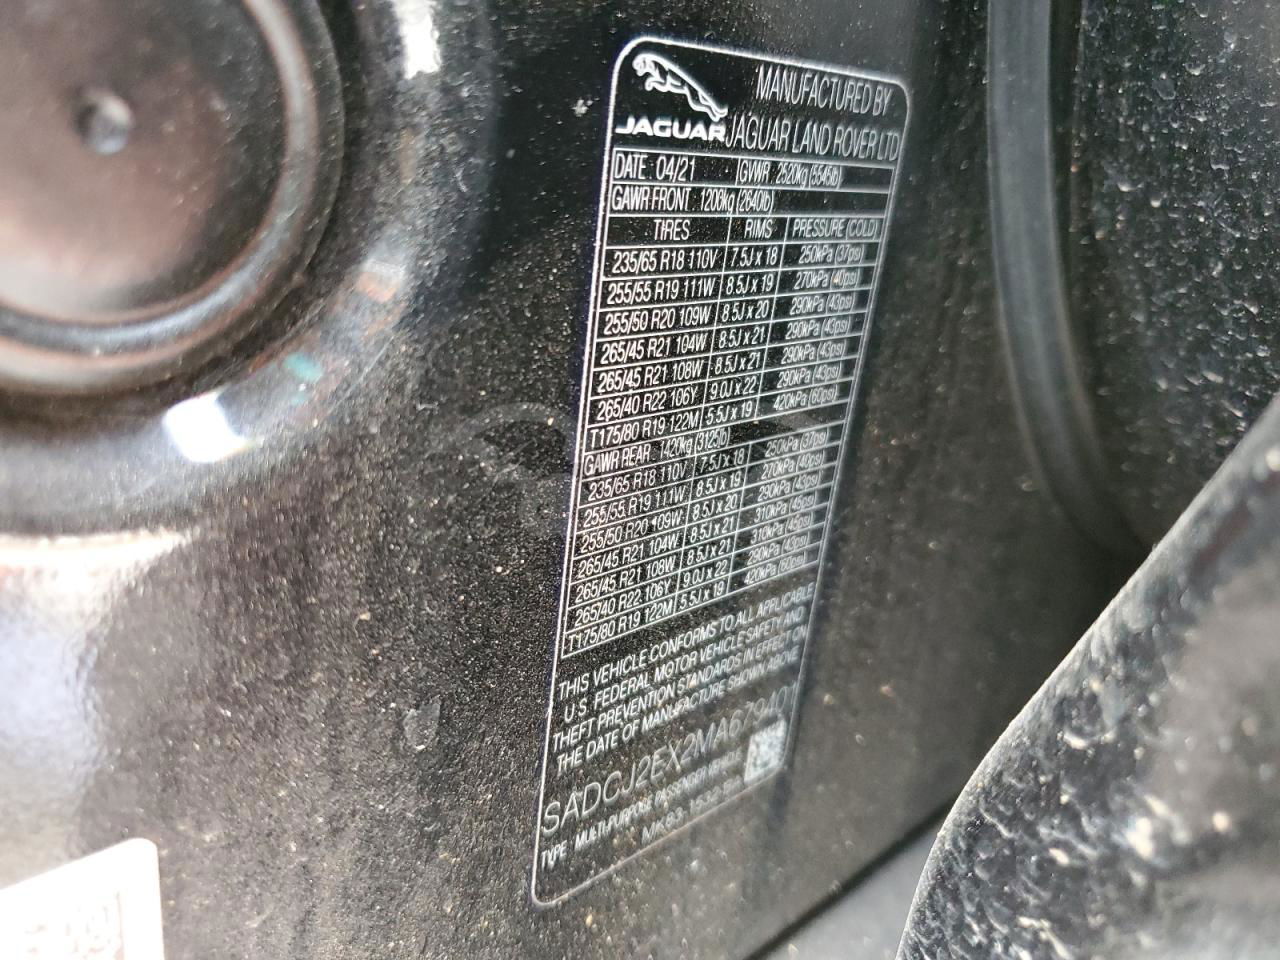 JAGUAR
MANUFACTURED BY
JAGUAR LAND ROVER LTD
DATE : 04/21 GVWR : 2520kg (5545lb)
GAWR FRONT : 1200kg (2640lb)
TIRES RIMS PRESSURE (COLD)
235/65 R18 110V 7.5J x 18 250kPa (37psi)
255/55 R19 111W 8.5J x 19 270kPa (40psi)
255/50 R20 109W 8.5J x 20 290kPa (43psi)
265/45 R21 104W 8.5J x 21 290kPa (43psi)
265/45 R21 108W 8.5J x 21 290kPa (43psi)
265/40 R22 106Y 9.0J x 22 290kPa (43psi)
T175/80 R19 122M 5.5J x 19 420kPa (60psi)
GAWR REAR : 1420kg (3125lb)
235/65 R18 110V 7.5J x 18 250kPa (37psi)
255/55 R19 111W 8.5J x 19 270kPa (40psi)
255/50 R20 109W 8.5J x 20 290kPa (43psi)
265/45 R21 104W 8.5J x 21 310kPa (45psi)
265/45 R21 108W 8.5J x 21 310kPa (45psi)
265/40 R22 106Y 9.0J x 22 290kPa (43psi)
T175/80 R19 122M 5.5J x 19 420kPa (60psi)
THIS VEHICLE CONFORMS TO ALL APPLICABLE
U.S. FEDERAL MOTOR VEHICLE SAFETY AND
THEFT PREVENTION STANDARDS IN EFFECT ON
THE DATE OF MANUFACTURE SHOWN ABOVE
SADCJ2EX2MA679401
TYPE : MULTI-PURPOSE PASSENGER VEHICLE